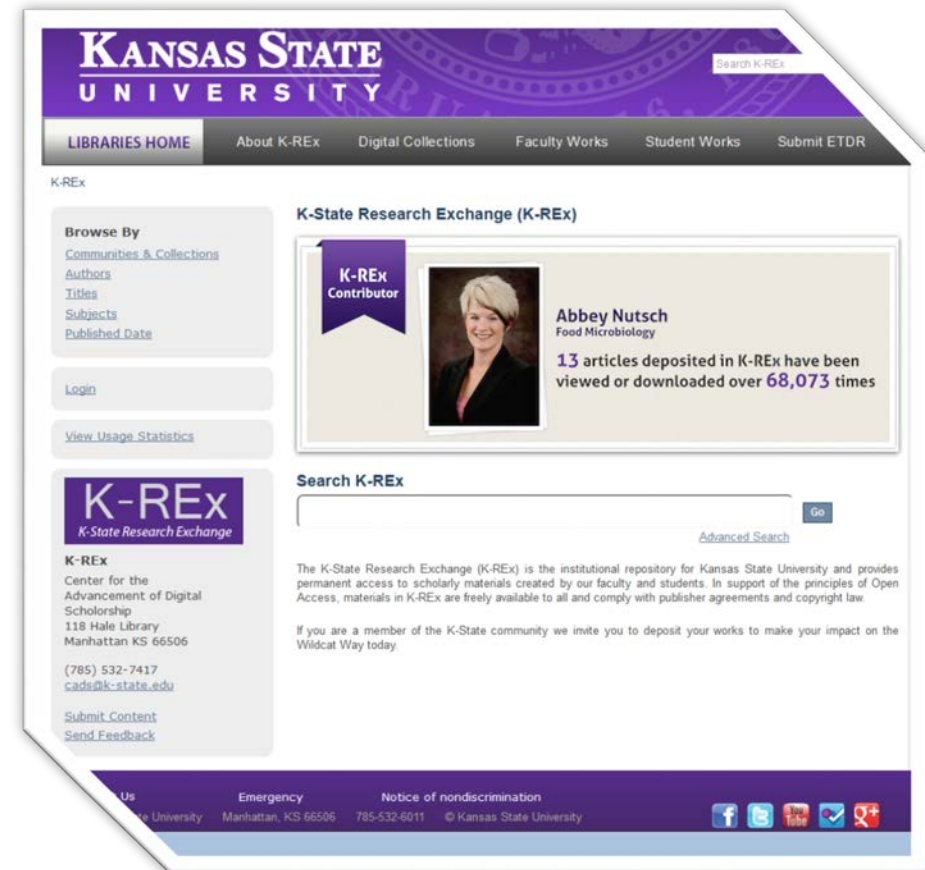 KANSAS STATE
UNIVERSITY
Search K-REx
LIBRARIES HOME About K-REx Digital Collections Faculty Works Student Works Submit ETDR
K-REx
Browse By
Communities & Collections
Authors
Titles
Subjects
Published Date
Login
View Usage Statistics
K-REx
K-State Research Exchange
K-REx
Center for the
Advancement of Digital
Scholorship
118 Hale Library
Manhattan KS 66506
(785) 532-7417
cads@k-state.edu
Submit Content
Send Feedback
K-State Research Exchange (K-REx)
K-REx
Contributor
Abbey Nutsch
Food Microbiology
13 articles deposited in K-REx have been
viewed or downloaded over 68,073 times
Search K-REx
Go
Advanced Search
The K-State Research Exchange (K-REx) is the institutional repository for Kansas State University and provides
permanent access to scholarly materials created by our faculty and students. In support of the principles of Open
Access, materials in K-REx are freely available to all and comply with publisher agreements and copyright law.
If you are a member of the K-State community we invite you to deposit your works to make your impact on the
Wildcat Way today.
Us Emergency Notice of nondiscrimination
University Manhattan, KS 66506 785-532-6011 © Kansas State University
You
Tube